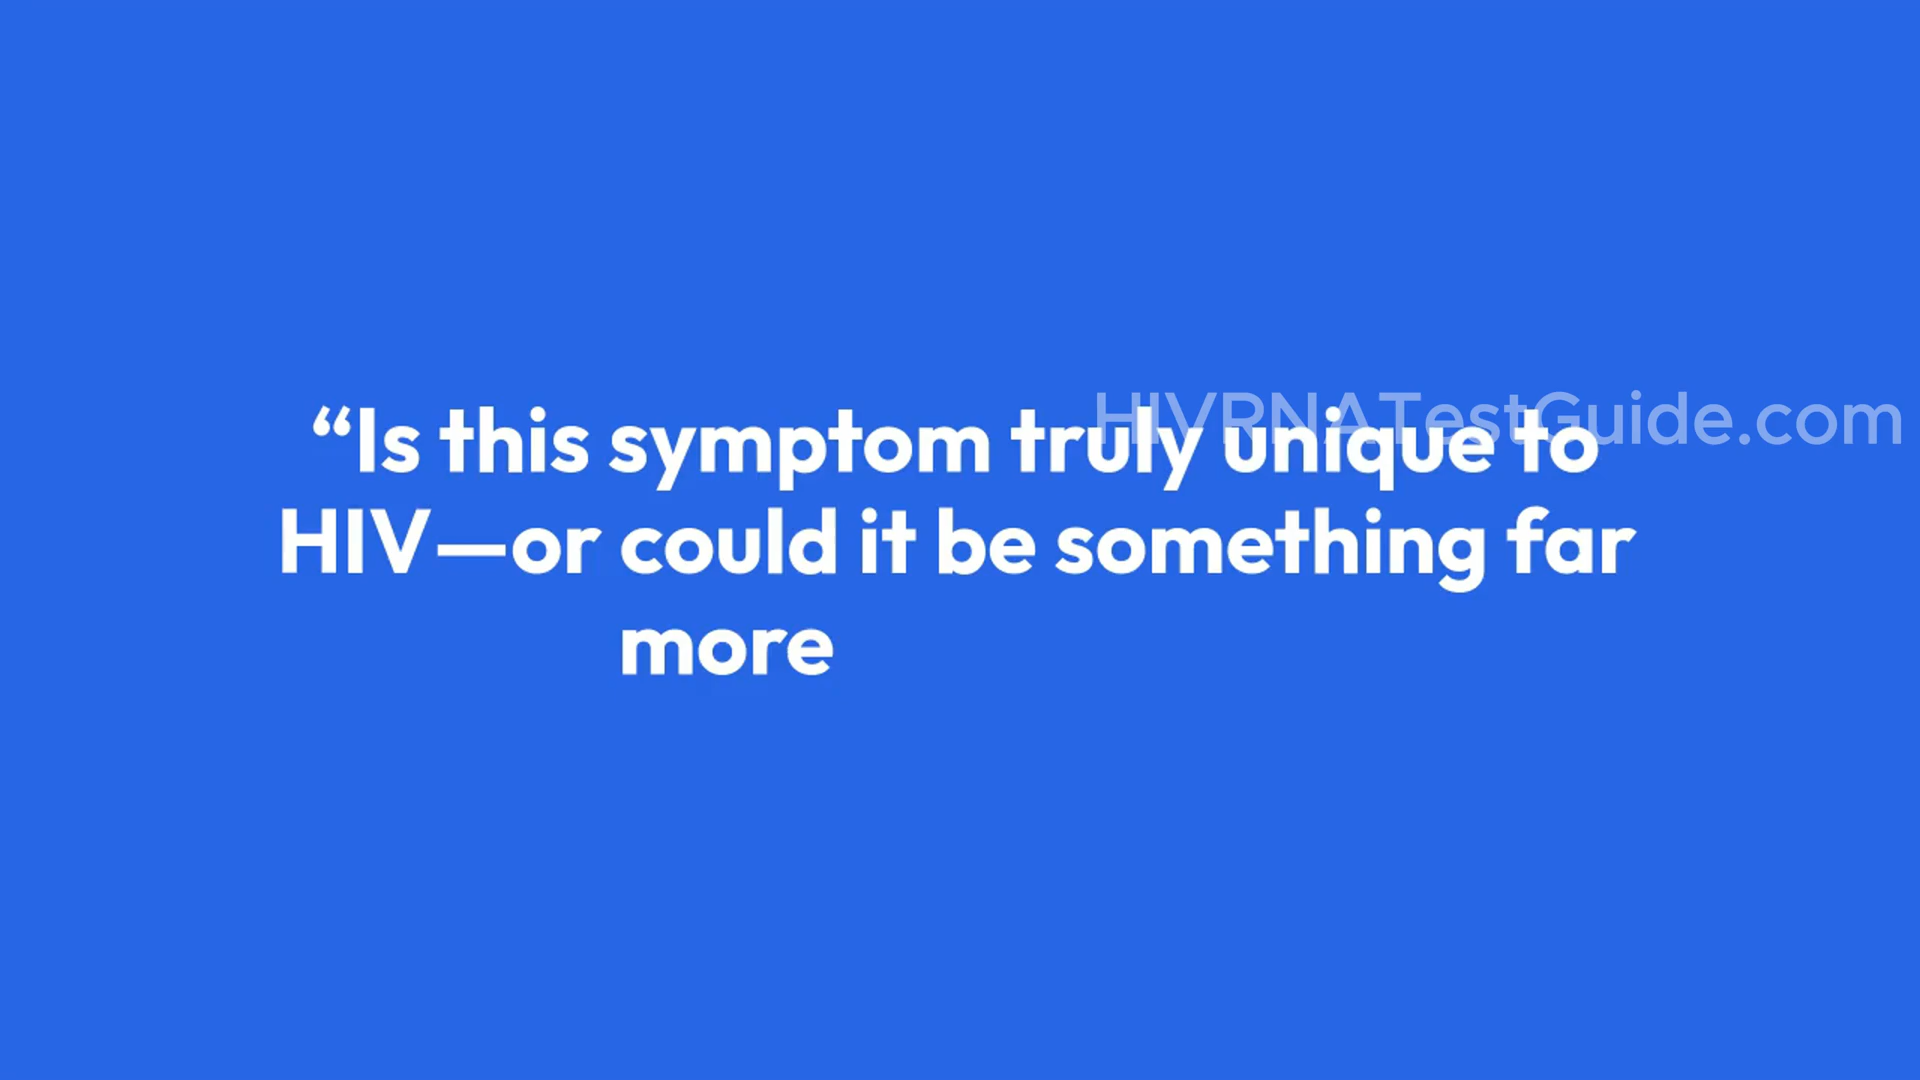 HIVRNATestGuide.com
“Is this symptom truly unique to
HIV—or could it be something far
more